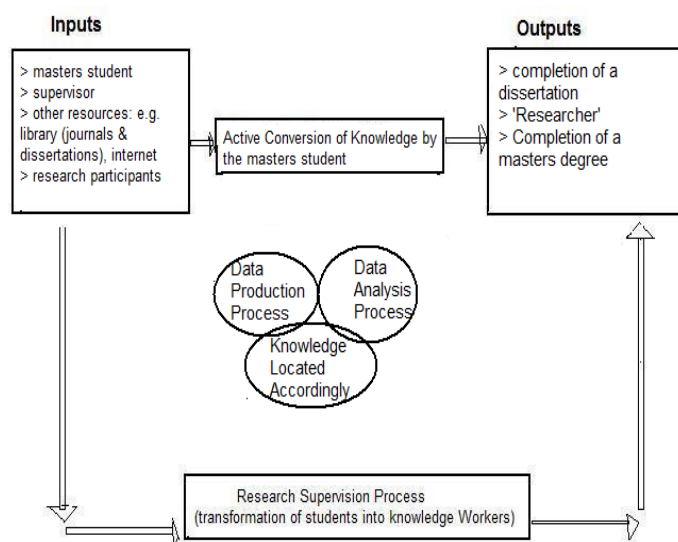 Inputs
> masters student
> supervisor
> other resources: e.g.
library (journals &
dissertations), internet
> research participants
Active Conversion of Knowledge by
the masters student
Outputs
> completion of a
dissertation
> 'Researcher'
> Completion of a
masters degree
Data
Production
Process
Data
Analysis
Process
Knowledge
Located
Accordingly
Research Supervision Process
(transformation of students into knowledge Workers)